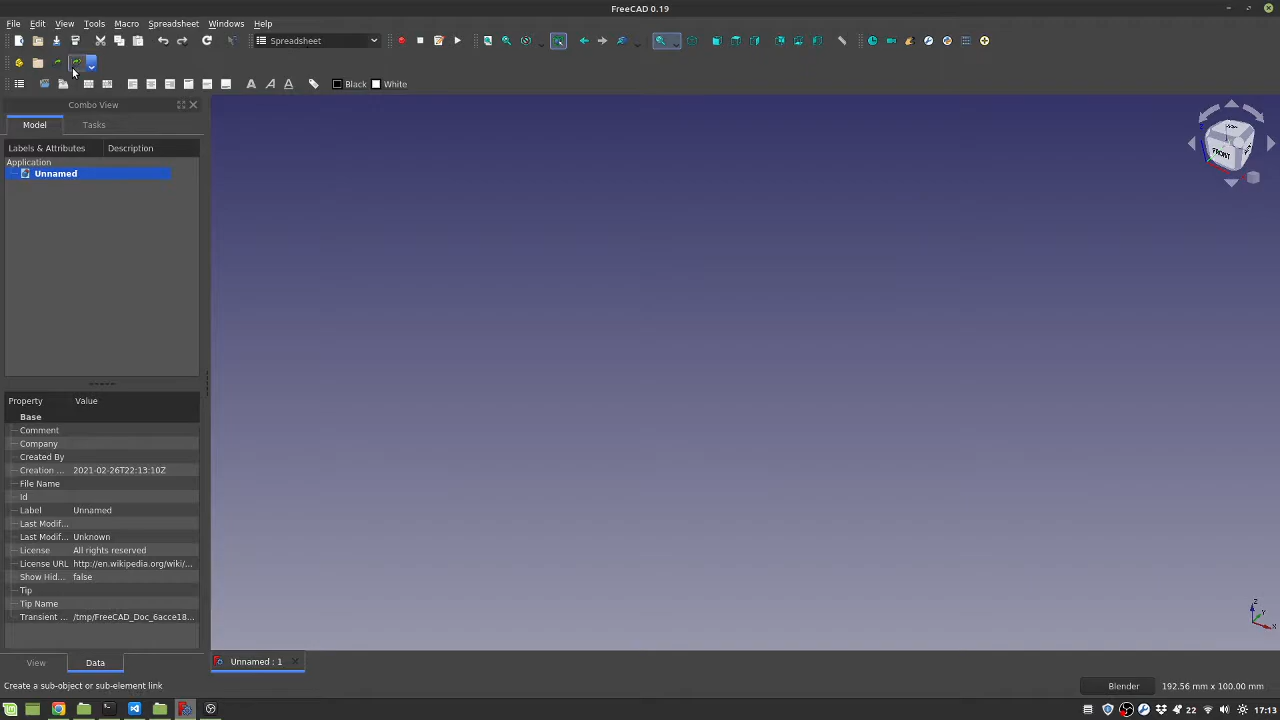 FreeCAD 0.19
File Edit View Tools Macro Spreadsheet Windows Help
Spreadsheet
Black White
Combo View
Model Tasks
Labels & Attributes Description
Application
Unnamed
FRONT
Property Value
Base
Comment
Company
Created By
Creation ... 2021-02-26T22:13:10Z
File Name
Id
Label Unnamed
Last Modif...
Last Modif... Unknown
License All rights reserved
License URL http://en.wikipedia.org/wiki/...
Show Hid... false
Tip
Tip Name
Transient ... /tmp/FreeCAD_Doc_6acce18...
Z
Y
X
View Data
Unnamed : 1
Create a sub-object or sub-element link
Blender 192.56 mm x 100.00 mm
22 17:13